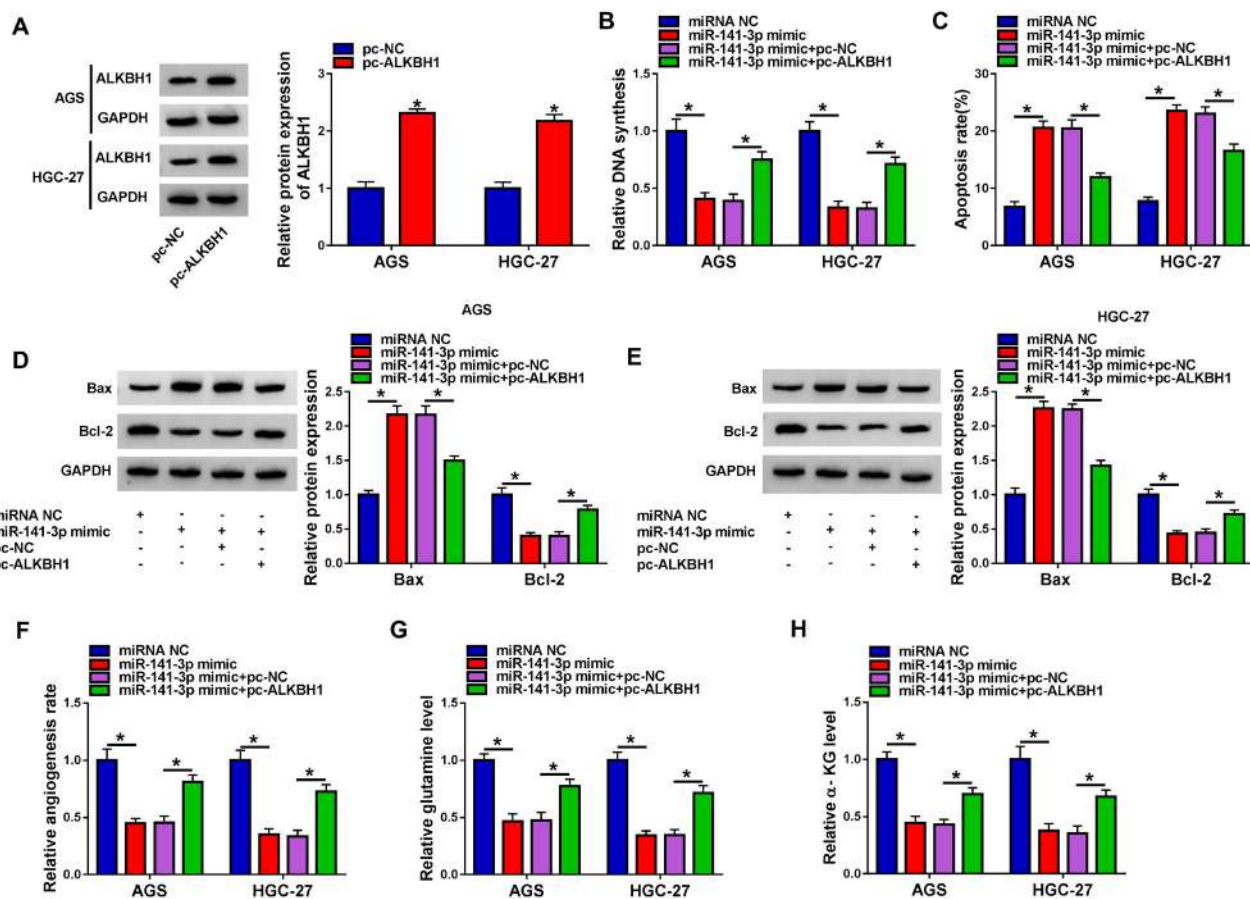 A
AGS
ALKBH1
GAPDH
HGC-27
ALKBH1
GAPDH
pc-NC
pc-ALKBH1
pc-NC
pc-ALKBH1
Relative protein expression
of ALKBH1
3
2
1
0
*
*
AGS
HGC-27
B
miRNA NC
miR-141-3p mimic
miR-141-3p mimic+pc-NC
miR-141-3p mimic+pc-ALKBH1
Relative DNA synthesis
1.5
1.0
0.5
0.0
*
*
*
*
AGS
HGC-27
C
miRNA NC
miR-141-3p mimic
miR-141-3p mimic+pc-NC
miR-141-3p mimic+pc-ALKBH1
Apoptosis rate(%)
30
20
10
0
*
*
*
*
AGS
HGC-27
D
Bax
Bcl-2
GAPDH
miRNA NC + - - -
miR-141-3p mimic - + + +
pc-NC - - + -
pc-ALKBH1 - - - +
AGS
miRNA NC
miR-141-3p mimic
miR-141-3p mimic+pc-NC
miR-141-3p mimic+pc-ALKBH1
Relative protein expression
2.5
2.0
1.5
1.0
0.5
0.0
*
*
*
*
Bax
Bcl-2
E
Bax
Bcl-2
GAPDH
miRNA NC + - - -
miR-141-3p mimic - + + +
pc-NC - - + -
pc-ALKBH1 - - - +
HGC-27
miRNA NC
miR-141-3p mimic
miR-141-3p mimic+pc-NC
miR-141-3p mimic+pc-ALKBH1
Relative protein expression
2.5
2.0
1.5
1.0
0.5
0.0
*
*
*
*
Bax
Bcl-2
F
miRNA NC
miR-141-3p mimic
miR-141-3p mimic+pc-NC
miR-141-3p mimic+pc-ALKBH1
Relative angiogenesis rate
1.5
1.0
0.5
0.0
*
*
*
*
AGS
HGC-27
G
miRNA NC
miR-141-3p mimic
miR-141-3p mimic+pc-NC
miR-141-3p mimic+pc-ALKBH1
Relative glutamine level
1.5
1.0
0.5
0.0
*
*
*
*
AGS
HGC-27
H
miRNA NC
miR-141-3p mimic
miR-141-3p mimic+pc-NC
miR-141-3p mimic+pc-ALKBH1
Relative α- KG level
1.5
1.0
0.5
0.0
*
*
*
*
AGS
HGC-27